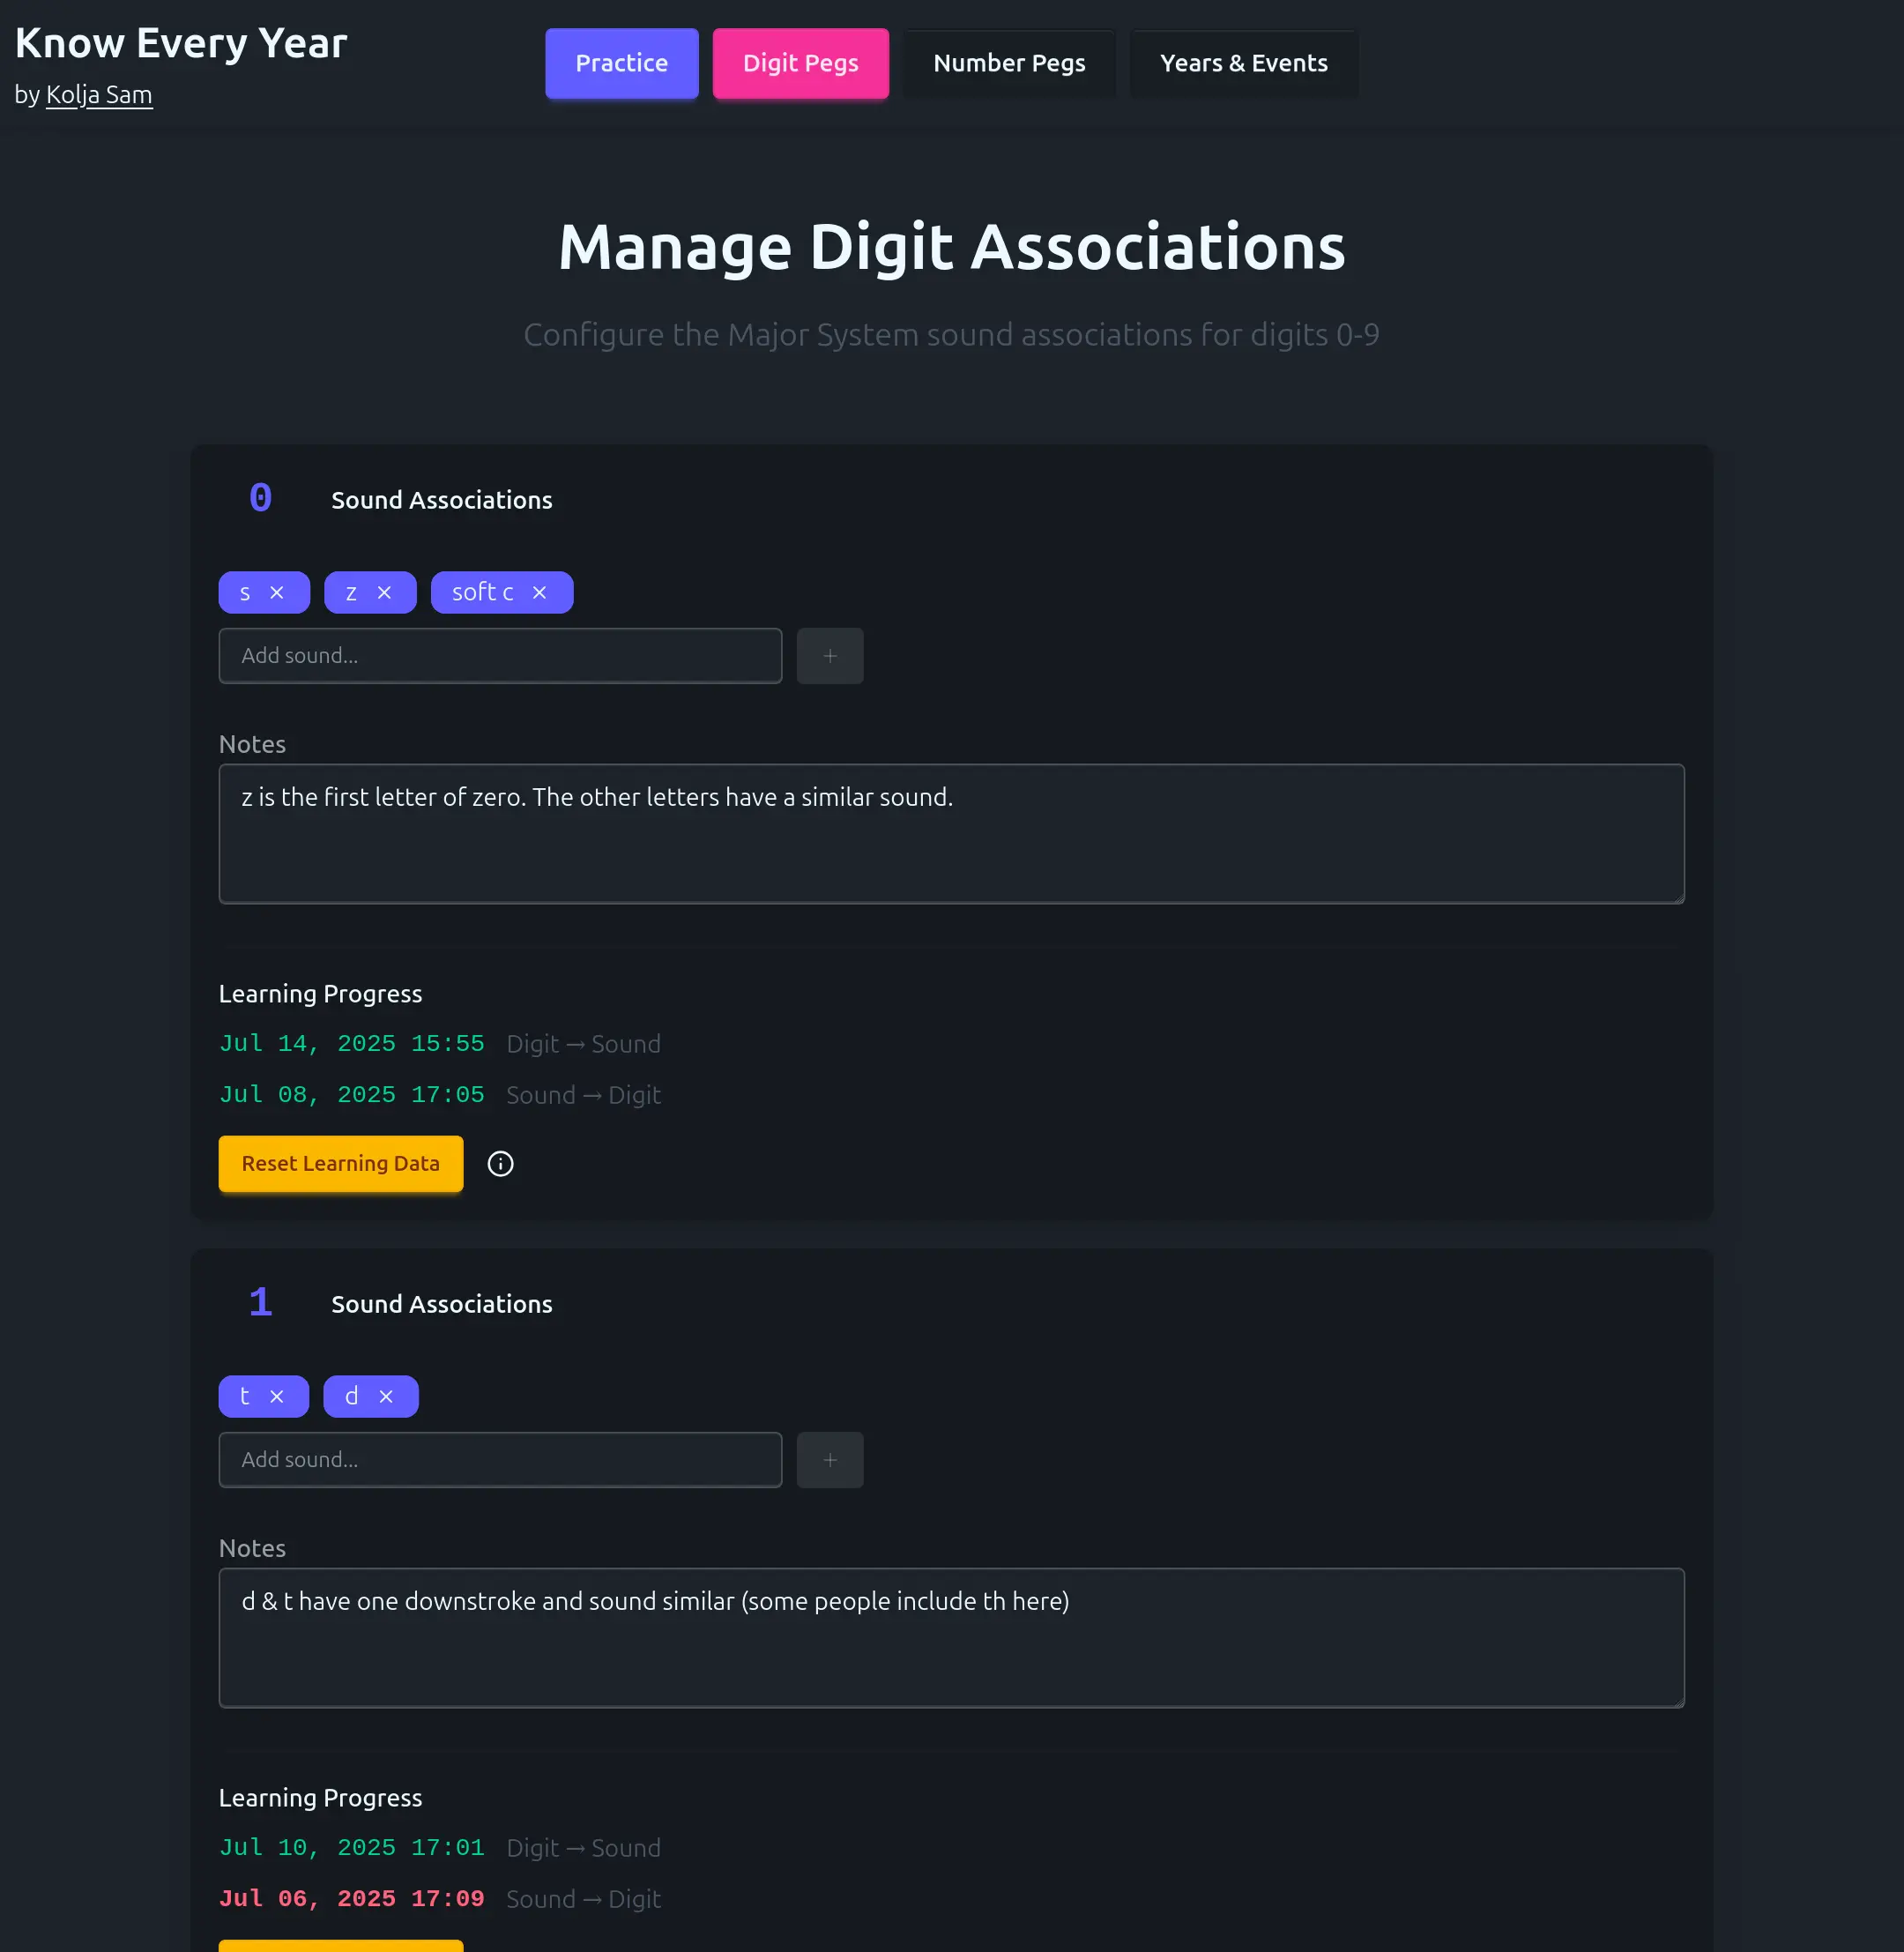 Know Every Year
by Kolja Sam
Practice
Digit Pegs
Number Pegs
Years & Events
Manage Digit Associations
Configure the Major System sound associations for digits 0-9
0 Sound Associations
s × z × soft c ×
Add sound... +
Notes
z is the first letter of zero. The other letters have a similar sound.
Learning Progress
Jul 14, 2025 15:55 Digit → Sound
Jul 08, 2025 17:05 Sound → Digit
Reset Learning Data
1 Sound Associations
t × d ×
Add sound... +
Notes
d & t have one downstroke and sound similar (some people include th here)
Learning Progress
Jul 10, 2025 17:01 Digit → Sound
Jul 06, 2025 17:09 Sound → Digit